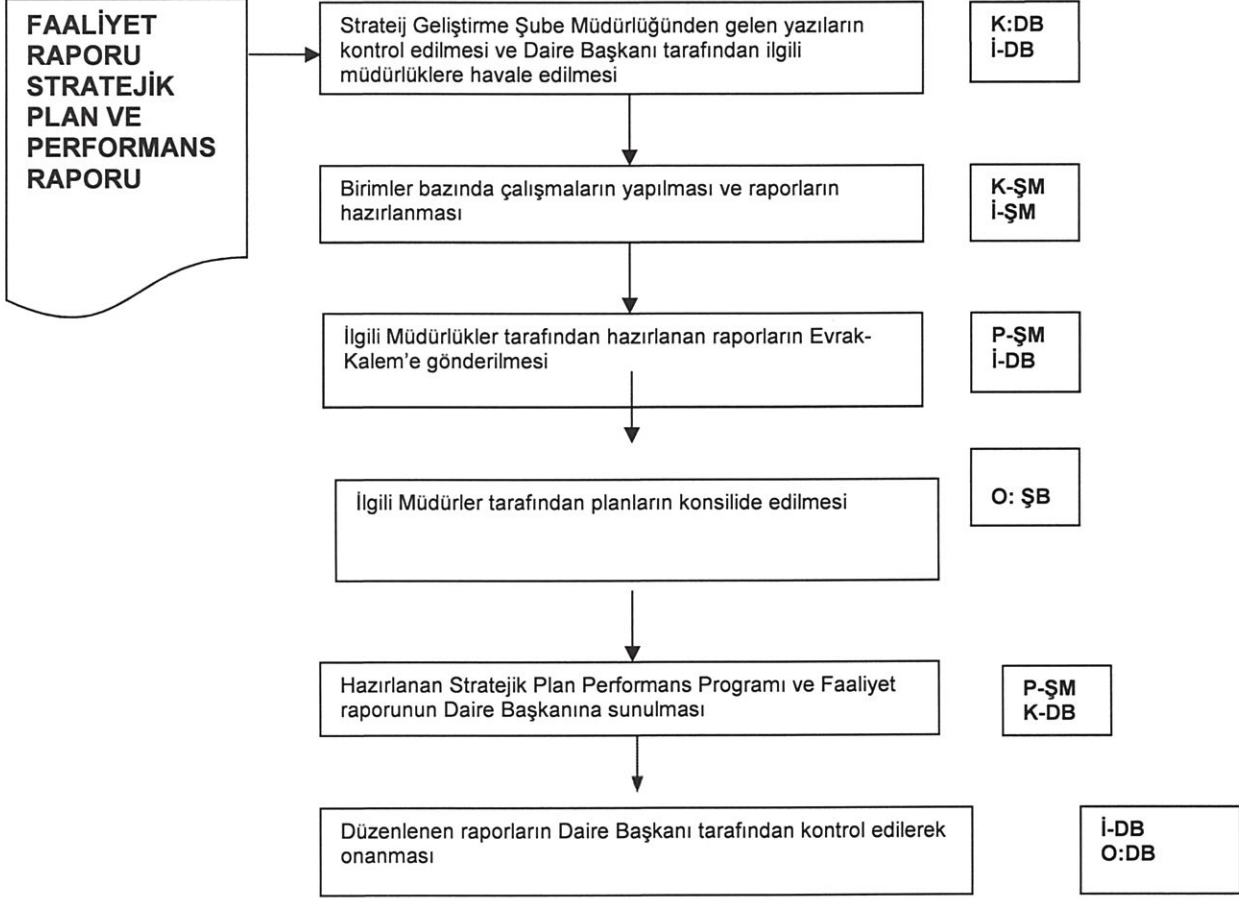 FAALİYET
RAPORU
STRATEJİK
PLAN VE
PERFORMANS
RAPORU
Strateij Geliştirme Şube Müdürlüğünden gelen yazıların
kontrol edilmesi ve Daire Başkanı tarafından ilgili
müdürlüklere havale edilmesi
K:DB
İ-DB
Birimler bazında çalışmaların yapılması ve raporların
hazırlanması
K-ŞM
İ-ŞM
İlgili Müdürlükler tarafından hazırlanan raporların Evrak-
Kalem’e gönderilmesi
P-ŞM
İ-DB
İlgili Müdürler tarafından planların konsilide edilmesi
O: ŞB
Hazırlanan Stratejik Plan Performans Programı ve Faaliyet
raporunun Daire Başkanına sunulması
P-ŞM
K-DB
Düzenlenen raporların Daire Başkanı tarafından kontrol edilerek
onanması
İ-DB
O:DB